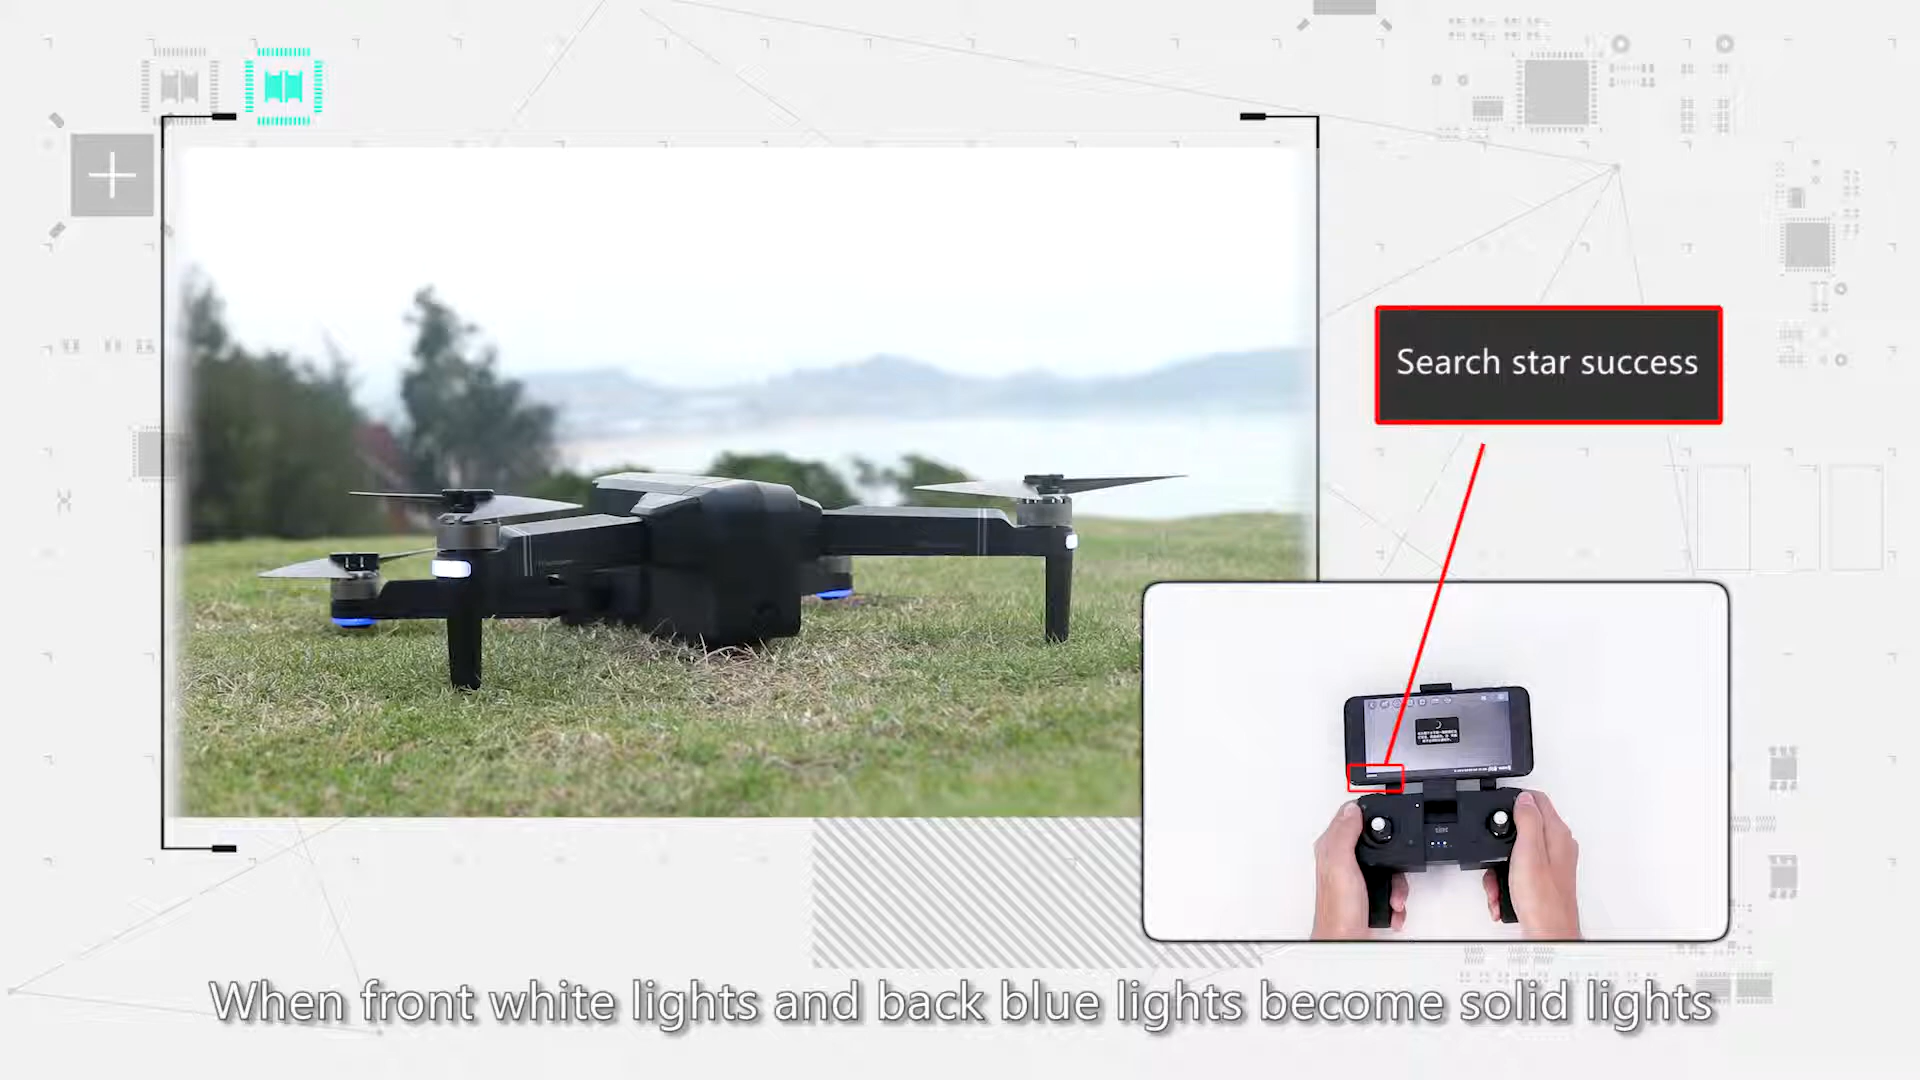 Search star success
When front white lights and back blue lights become solid lights